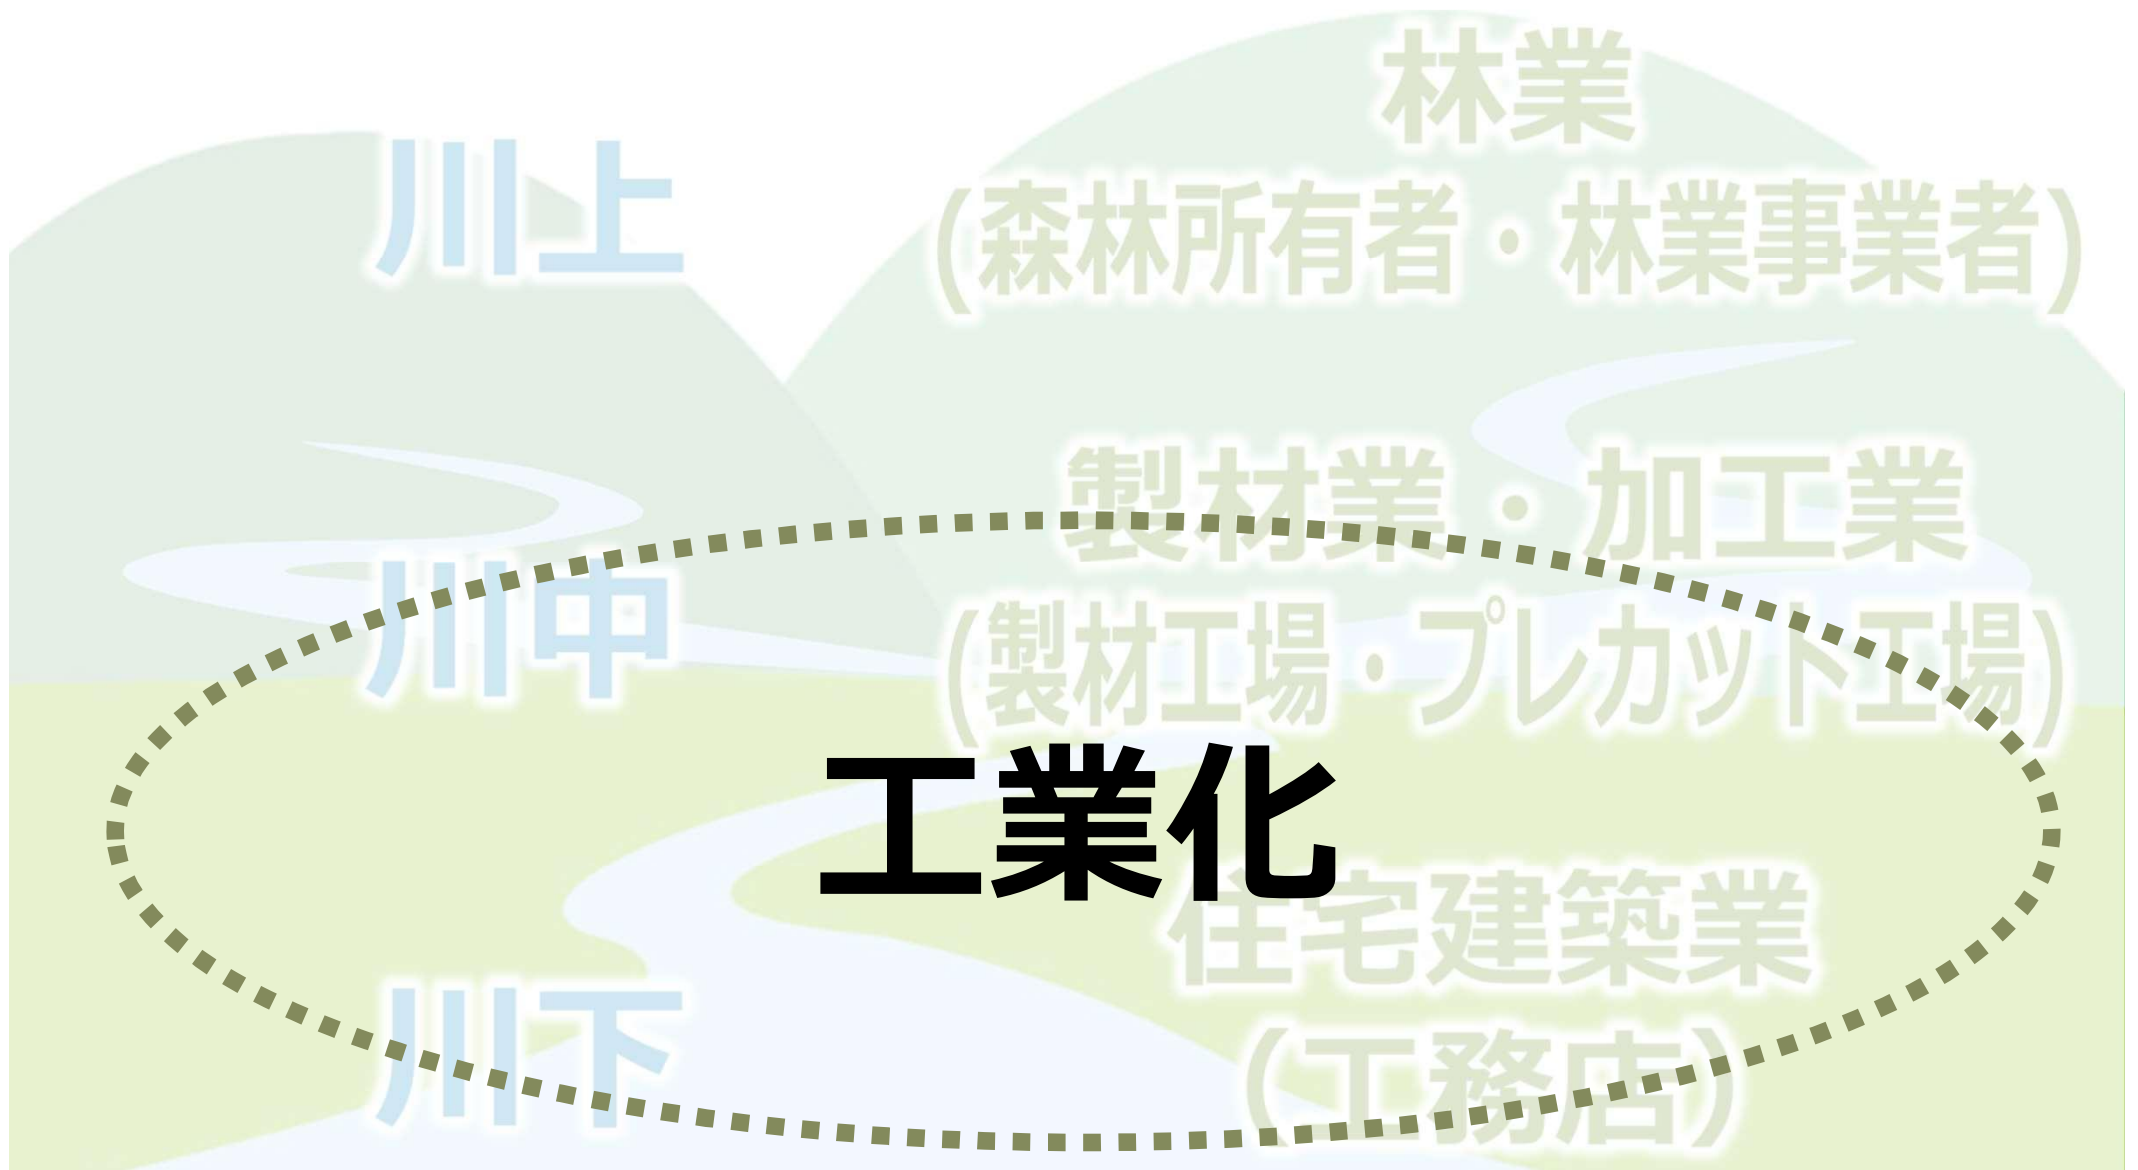 林業
川上
(森林所有者・林業事業者)
製材業・加工業
川中
(製材工場・プレカット工場)
工業化
住宅建築業
川下
(工務店)